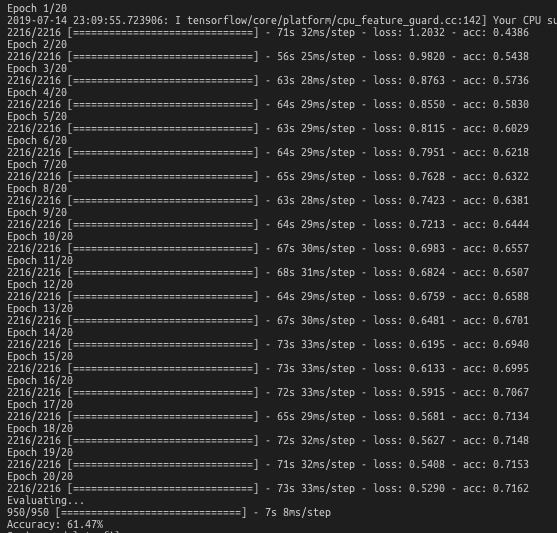 Epoch 1/20
2019-07-14 23:09:55.723906: I tensorflow/core/platform/cpu_feature_guard.cc:142] Your CPU su
2216/2216 [==============================] - 71s 32ms/step - loss: 1.2032 - acc: 0.4386
Epoch 2/20
2216/2216 [==============================] - 56s 25ms/step - loss: 0.9820 - acc: 0.5438
Epoch 3/20
2216/2216 [==============================] - 63s 28ms/step - loss: 0.8763 - acc: 0.5736
Epoch 4/20
2216/2216 [==============================] - 64s 29ms/step - loss: 0.8550 - acc: 0.5830
Epoch 5/20
2216/2216 [==============================] - 63s 29ms/step - loss: 0.8115 - acc: 0.6029
Epoch 6/20
2216/2216 [==============================] - 64s 29ms/step - loss: 0.7951 - acc: 0.6218
Epoch 7/20
2216/2216 [==============================] - 65s 29ms/step - loss: 0.7628 - acc: 0.6322
Epoch 8/20
2216/2216 [==============================] - 63s 28ms/step - loss: 0.7423 - acc: 0.6381
Epoch 9/20
2216/2216 [==============================] - 64s 29ms/step - loss: 0.7213 - acc: 0.6444
Epoch 10/20
2216/2216 [==============================] - 67s 30ms/step - loss: 0.6983 - acc: 0.6557
Epoch 11/20
2216/2216 [==============================] - 68s 31ms/step - loss: 0.6824 - acc: 0.6507
Epoch 12/20
2216/2216 [==============================] - 64s 29ms/step - loss: 0.6759 - acc: 0.6588
Epoch 13/20
2216/2216 [==============================] - 67s 30ms/step - loss: 0.6481 - acc: 0.6701
Epoch 14/20
2216/2216 [==============================] - 73s 33ms/step - loss: 0.6195 - acc: 0.6940
Epoch 15/20
2216/2216 [==============================] - 73s 33ms/step - loss: 0.6133 - acc: 0.6995
Epoch 16/20
2216/2216 [==============================] - 72s 33ms/step - loss: 0.5915 - acc: 0.7067
Epoch 17/20
2216/2216 [==============================] - 65s 29ms/step - loss: 0.5681 - acc: 0.7134
Epoch 18/20
2216/2216 [==============================] - 72s 32ms/step - loss: 0.5627 - acc: 0.7148
Epoch 19/20
2216/2216 [==============================] - 71s 32ms/step - loss: 0.5408 - acc: 0.7153
Epoch 20/20
2216/2216 [==============================] - 73s 33ms/step - loss: 0.5290 - acc: 0.7162
Evaluating...
950/950 [==============================] - 7s 8ms/step
Accuracy: 61.47%